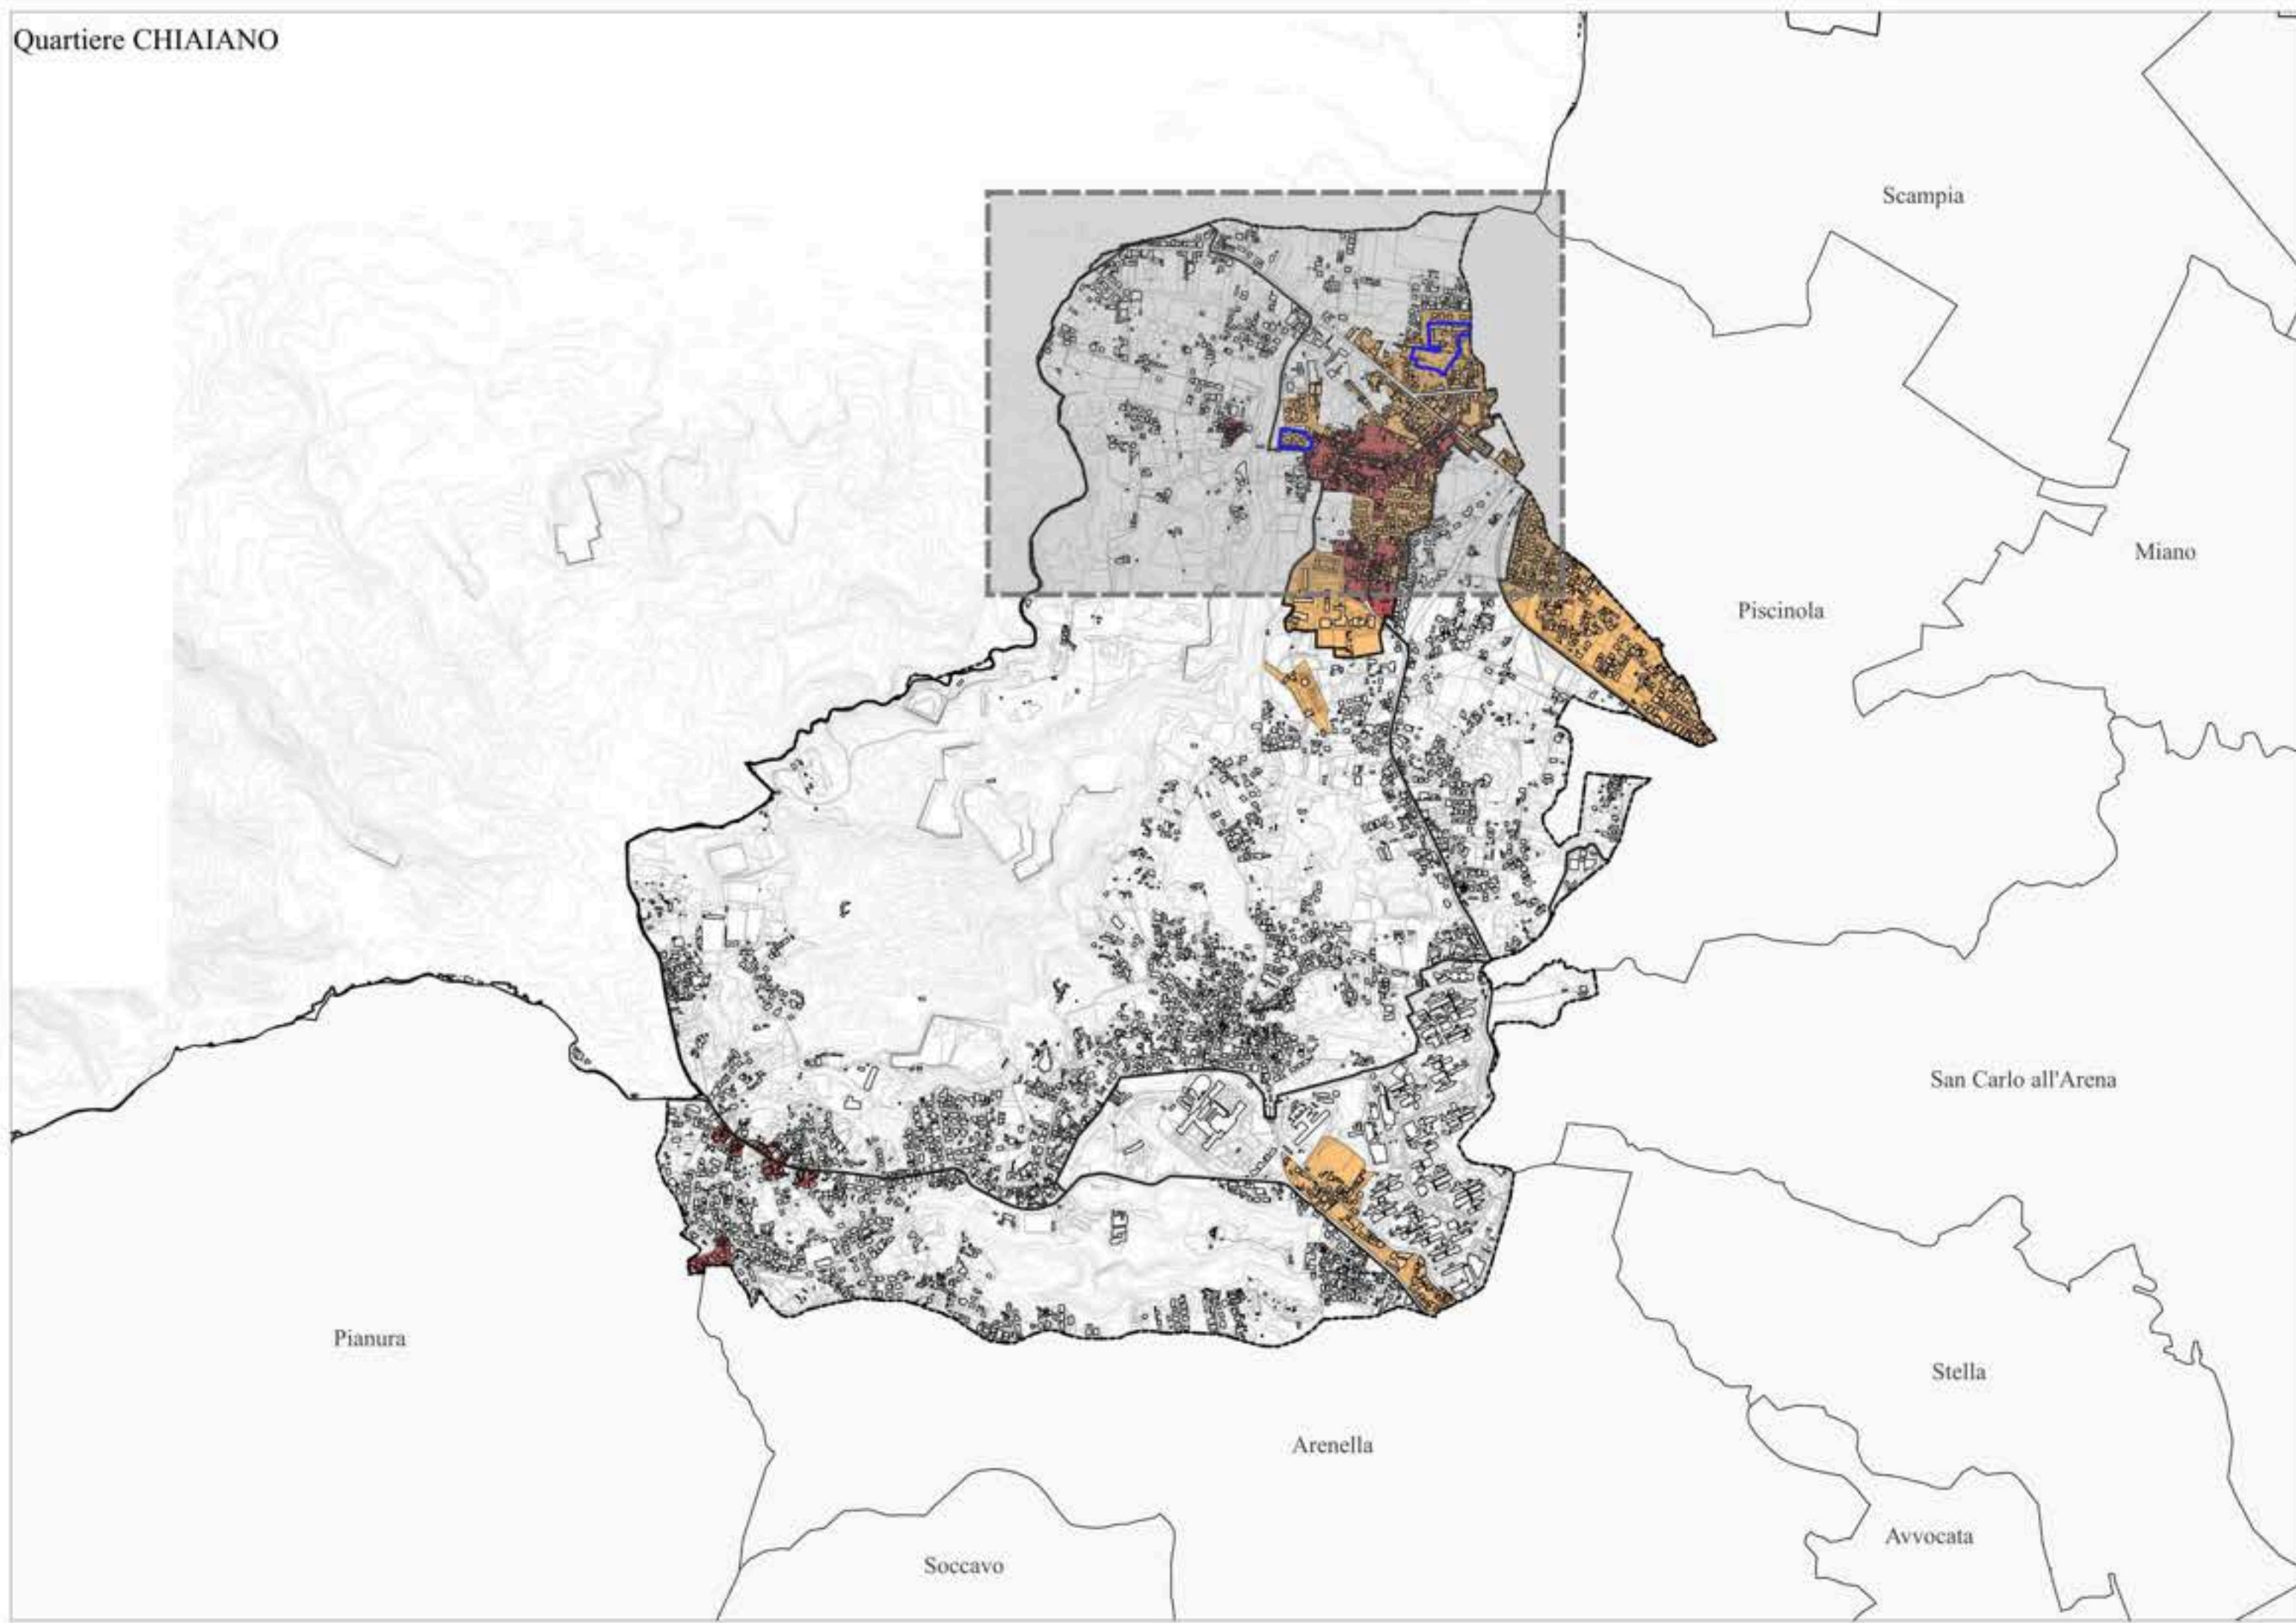 Quartiere CHIAIANO
Scampia
Miano
Piscinola
San Carlo all'Arena
Pianura
Stella
Arenella
Avvocata
Soccavo